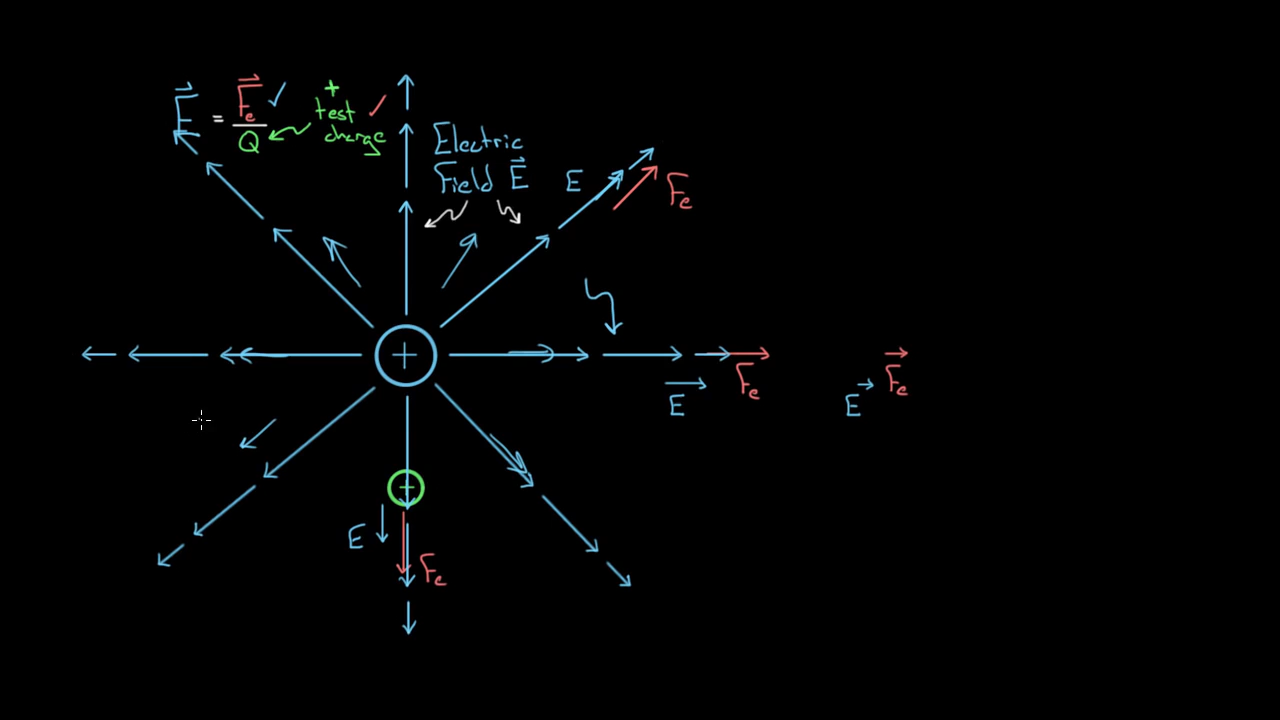 E = Fe / Q
+
test
charge
Electric
Field E
E
Fe
+
E
Fe
E
Fe
+
E
Fe